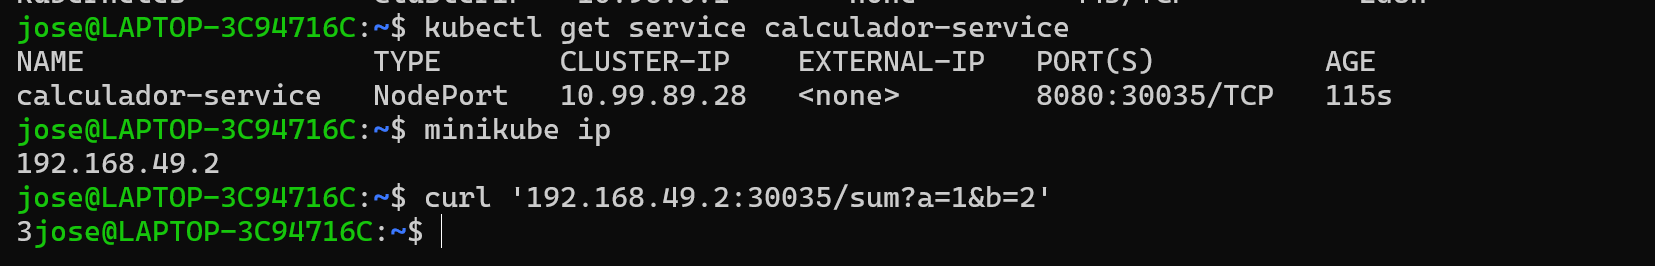 jose@LAPTOP-3C94716C:~$ kubectl get service calculador-service
NAME TYPE CLUSTER-IP EXTERNAL-IP PORT(S) AGE
calculador-service NodePort 10.99.89.28 <none> 8080:30035/TCP 115s
jose@LAPTOP-3C94716C:~$ minikube ip
192.168.49.2
jose@LAPTOP-3C94716C:~$ curl '192.168.49.2:30035/sum?a=1&b=2'
3jose@LAPTOP-3C94716C:~$